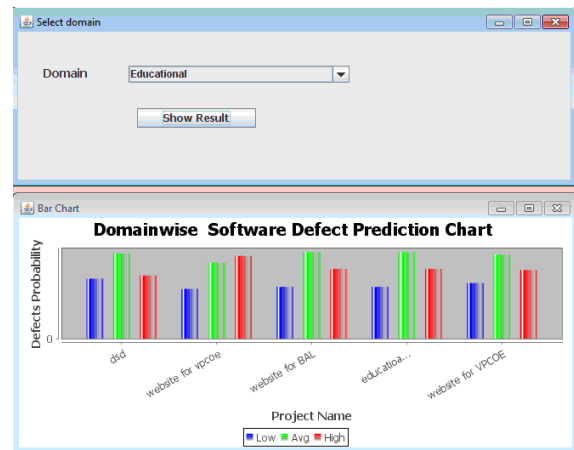 Select domain
Domain Educational
Show Result
Bar Chart
Domainwise Software Defect Prediction Chart
Defects Probability
0
dsd
website for vpcoe
website for BAL
educatioa...
website for VPCOE
Project Name
Low Avg High